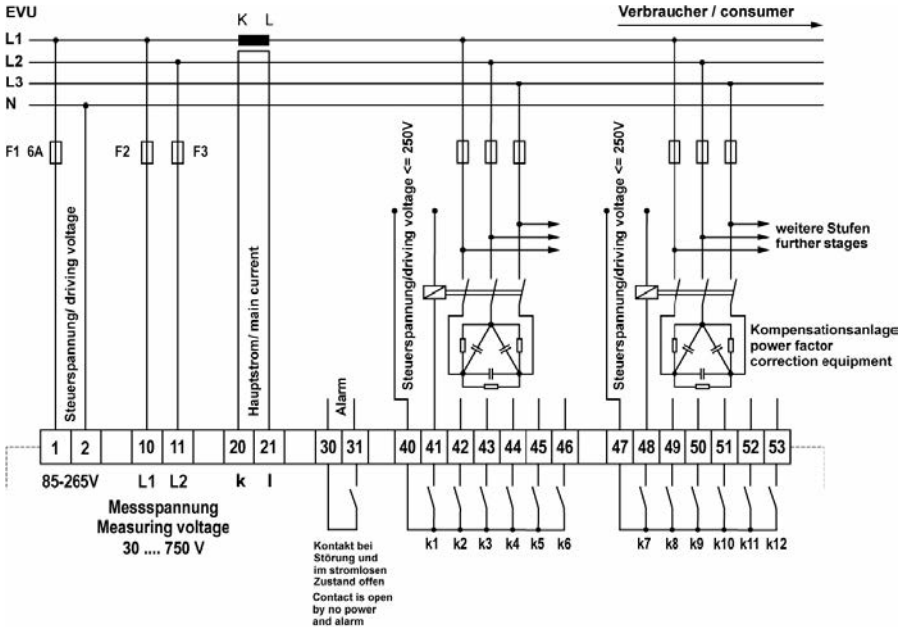 EVU
K L
Verbraucher / consumer
L1
L2
L3
N
F1 6A
F2
F3
Steuerspannung/ driving voltage
Hauptstrom/ main current
Alarm
Steuerspannung/driving voltage <= 250V
Steuerspannung/driving voltage <= 250V
weitere Stufen
further stages
Kompensationsanlage
power factor
correction equipment
1 2 10 11 20 21 30 31 40 41 42 43 44 45 46 47 48 49 50 51 52 53
85-265V L1 L2 k l
Messspannung
Measuring voltage
30 .... 750 V
k1 k2 k3 k4 k5 k6 k7 k8 k9 k10 k11 k12
Kontakt bei
Störung und
im stromlosen
Zustand offen
Contact is open
by no power
and alarm